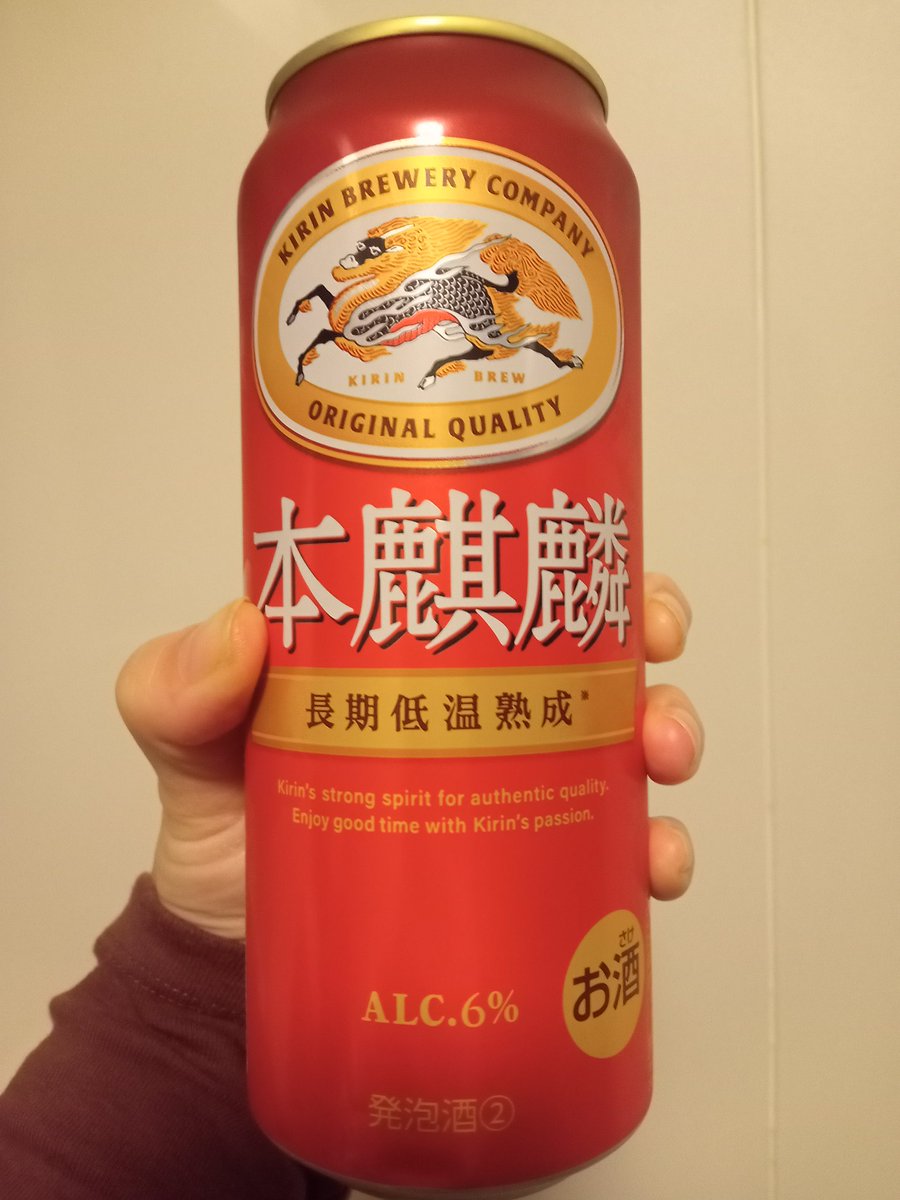 KIRIN BREWERY COMPANY
KIRIN BREW
ORIGINAL QUALITY
本麒麟
長期低温熟成※
Kirin's strong spirit for authentic quality.
Enjoy good time with Kirin's passion.
さけ
お酒
ALC.6%
発泡酒②